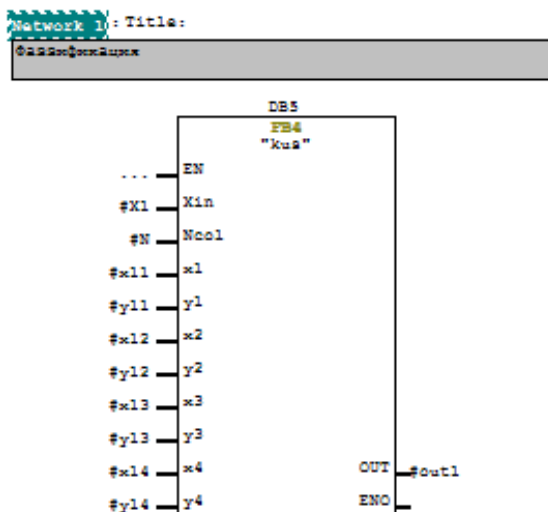 Network 1: Title:
Фаззификация
DB5
FB4
"kua"
... EN
#X1 Xin
#N Ncol
#x11 x1
#y11 y1
#x12 x2
#y12 y2
#x13 x3
#y13 y3
#x14 x4 OUT #out1
#y14 y4 ENO